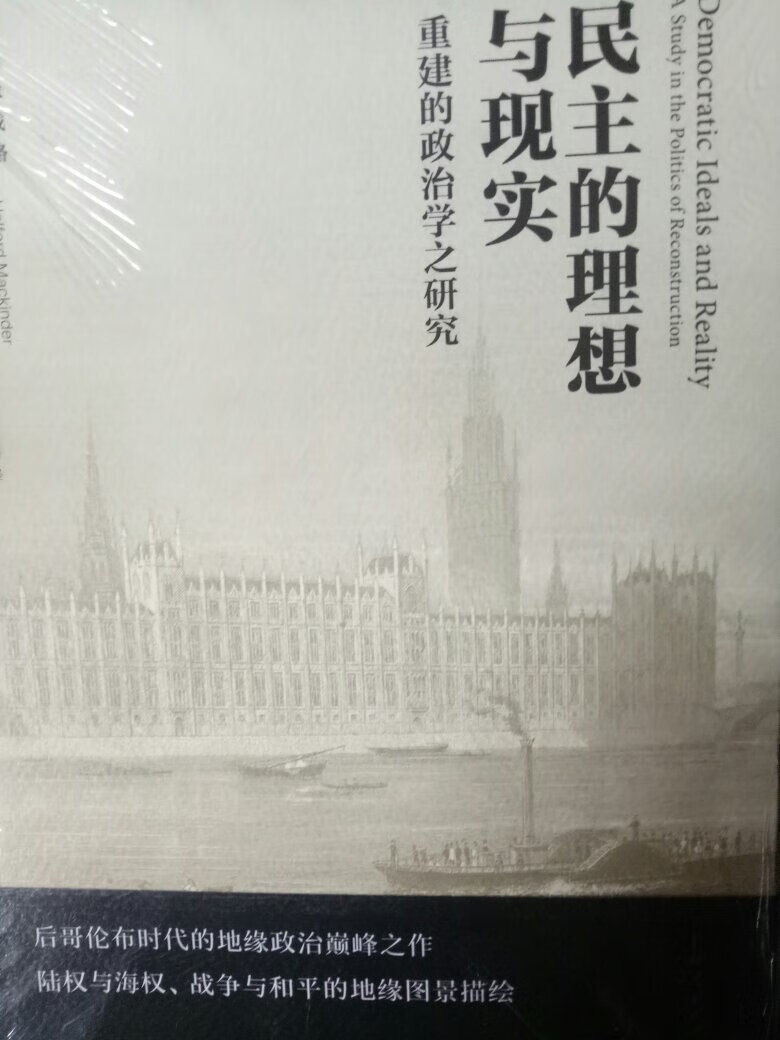 Democratic Ideals and Reality
A Study in the Politics of Reconstruction
民主的理想
与现实
重建的政治学之研究
Halford Mackinder
后哥伦布时代的地缘政治巅峰之作
陆权与海权、战争与和平的地缘图景描绘